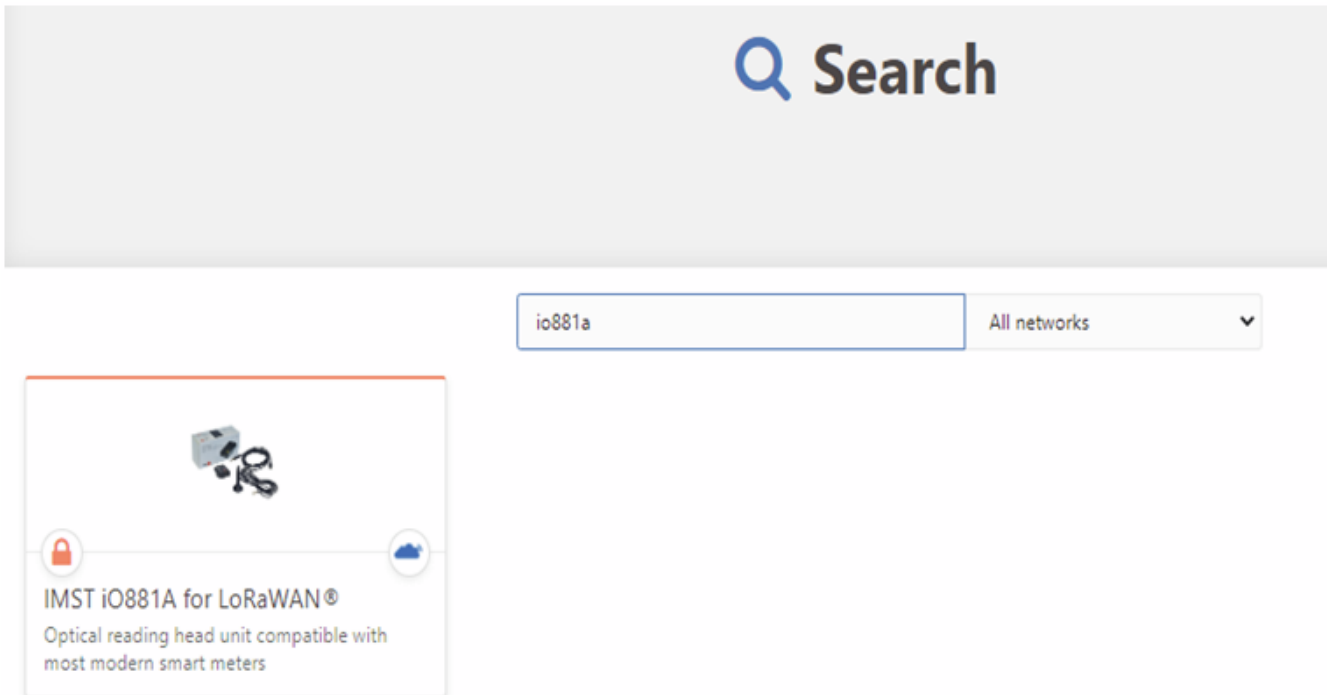 Search
io881a
All networks
IMST iO881A for LoRaWAN®
Optical reading head unit compatible with
most modern smart meters